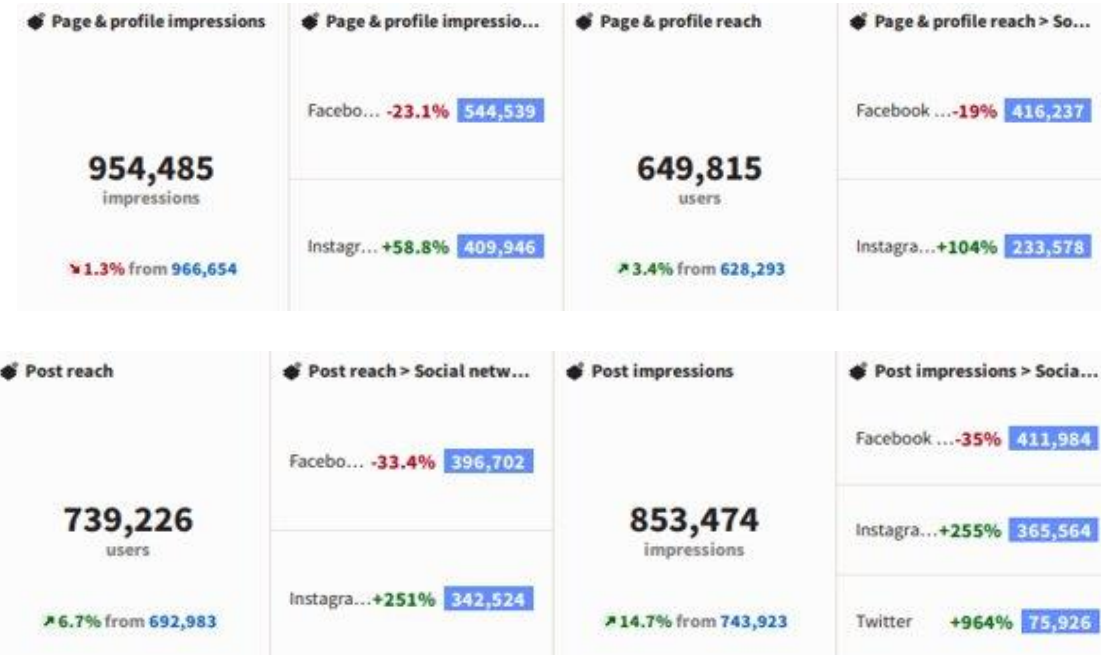 Page & profile impressions
Page & profile impressio...
Page & profile reach
Page & profile reach > So...
954,485
impressions
↘1.3% from 966,654
Facebo... -23.1% 544,539
Instagr... +58.8% 409,946
649,815
users
↗3.4% from 628,293
Facebook ...-19% 416,237
Instagra...+104% 233,578
Post reach
Post reach > Social netw...
Post impressions
Post impressions > Socia...
739,226
users
↗6.7% from 692,983
Facebo... -33.4% 396,702
Instagra...+251% 342,524
853,474
impressions
↗14.7% from 743,923
Facebook ...-35% 411,984
Instagra...+255% 365,564
Twitter +964% 75,926